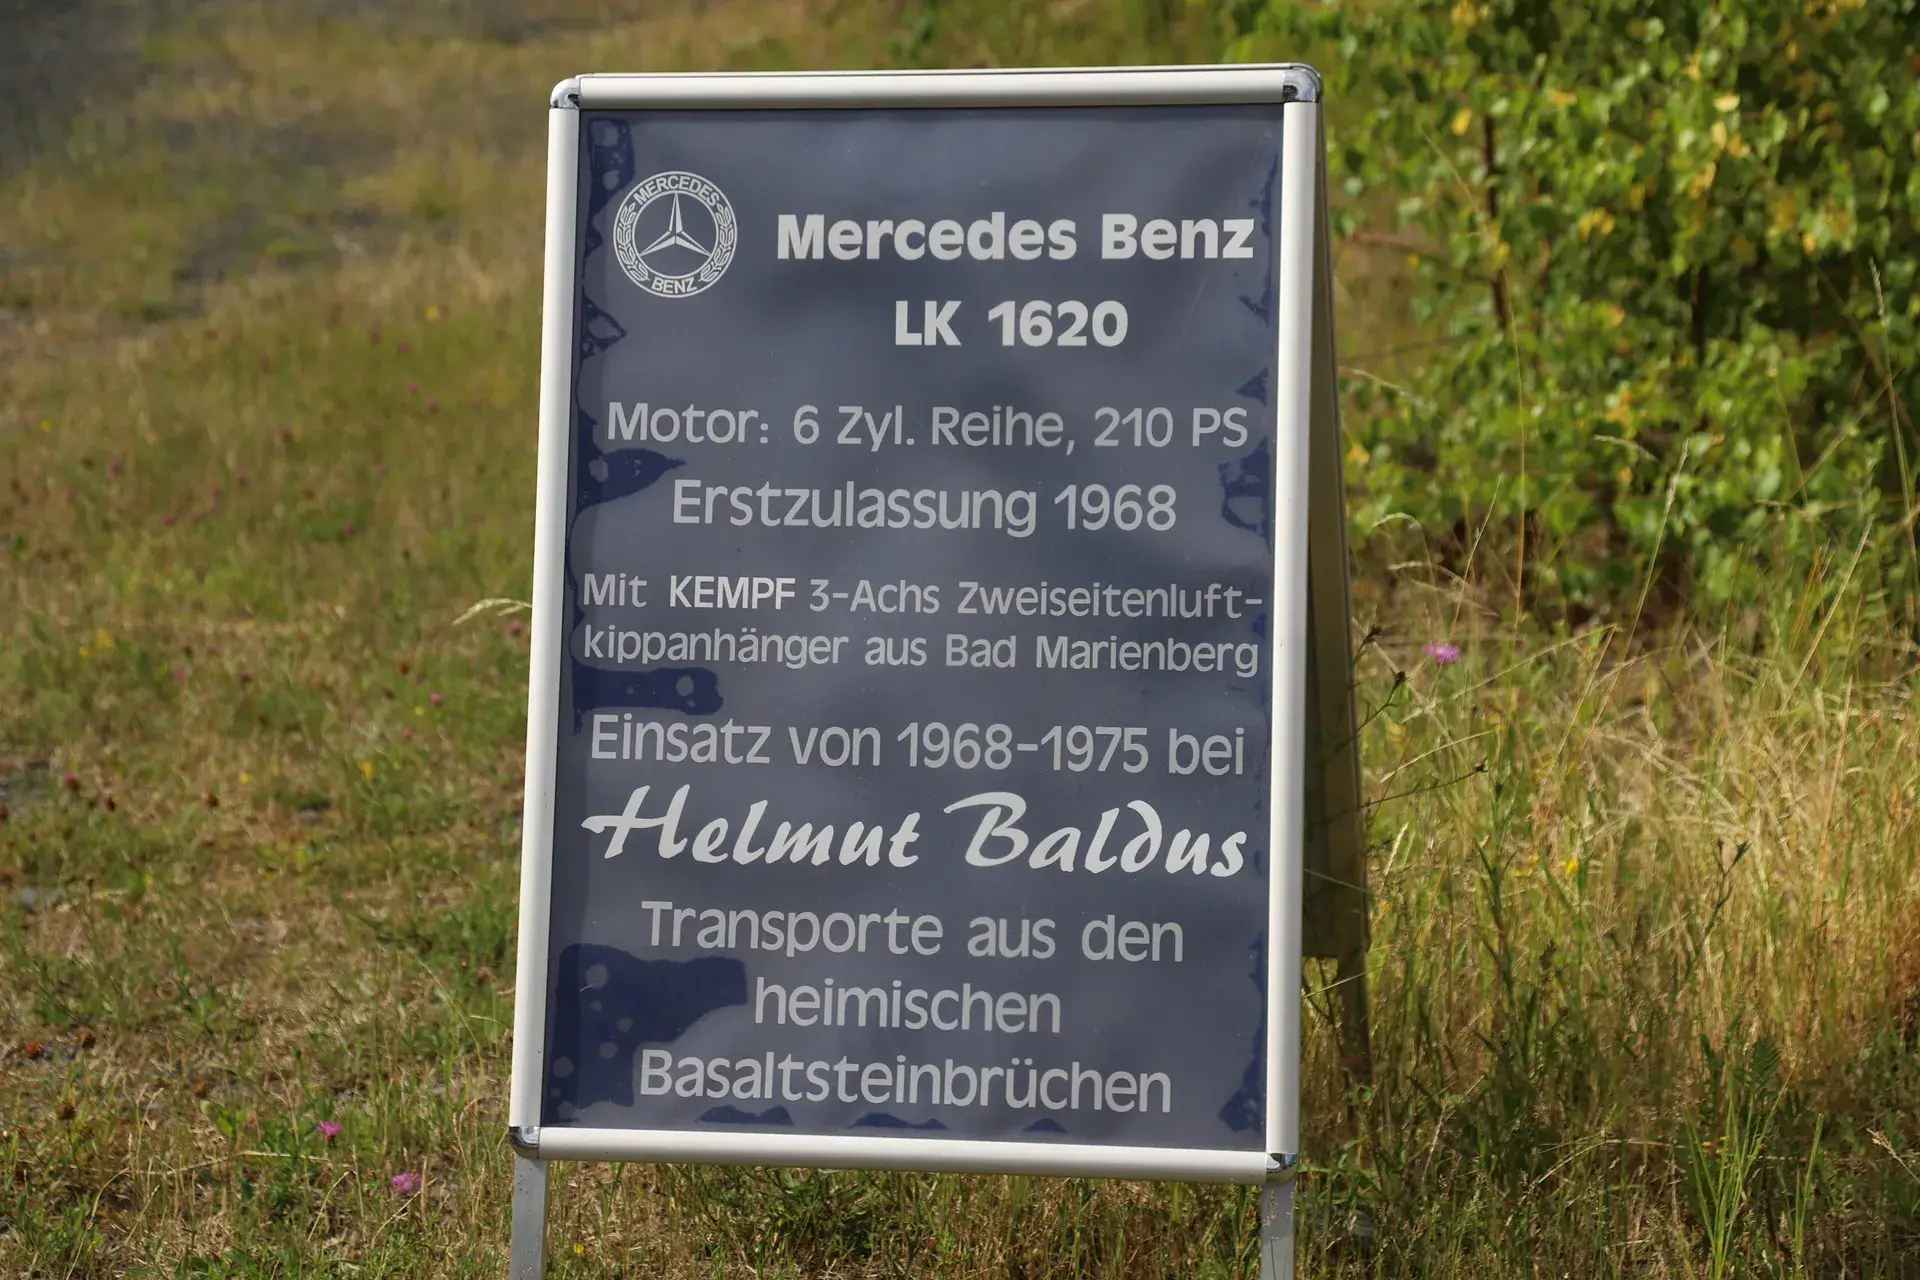 MERCEDES
BENZ
Mercedes Benz
LK 1620
Motor: 6 Zyl. Reihe, 210 PS
Erstzulassung 1968
Mit KEMPF 3-Achs Zweiseitenluft-
kippanhänger aus Bad Marienberg
Einsatz von 1968-1975 bei
Helmut Baldus
Transporte aus den
heimischen
Basaltsteinbrüchen